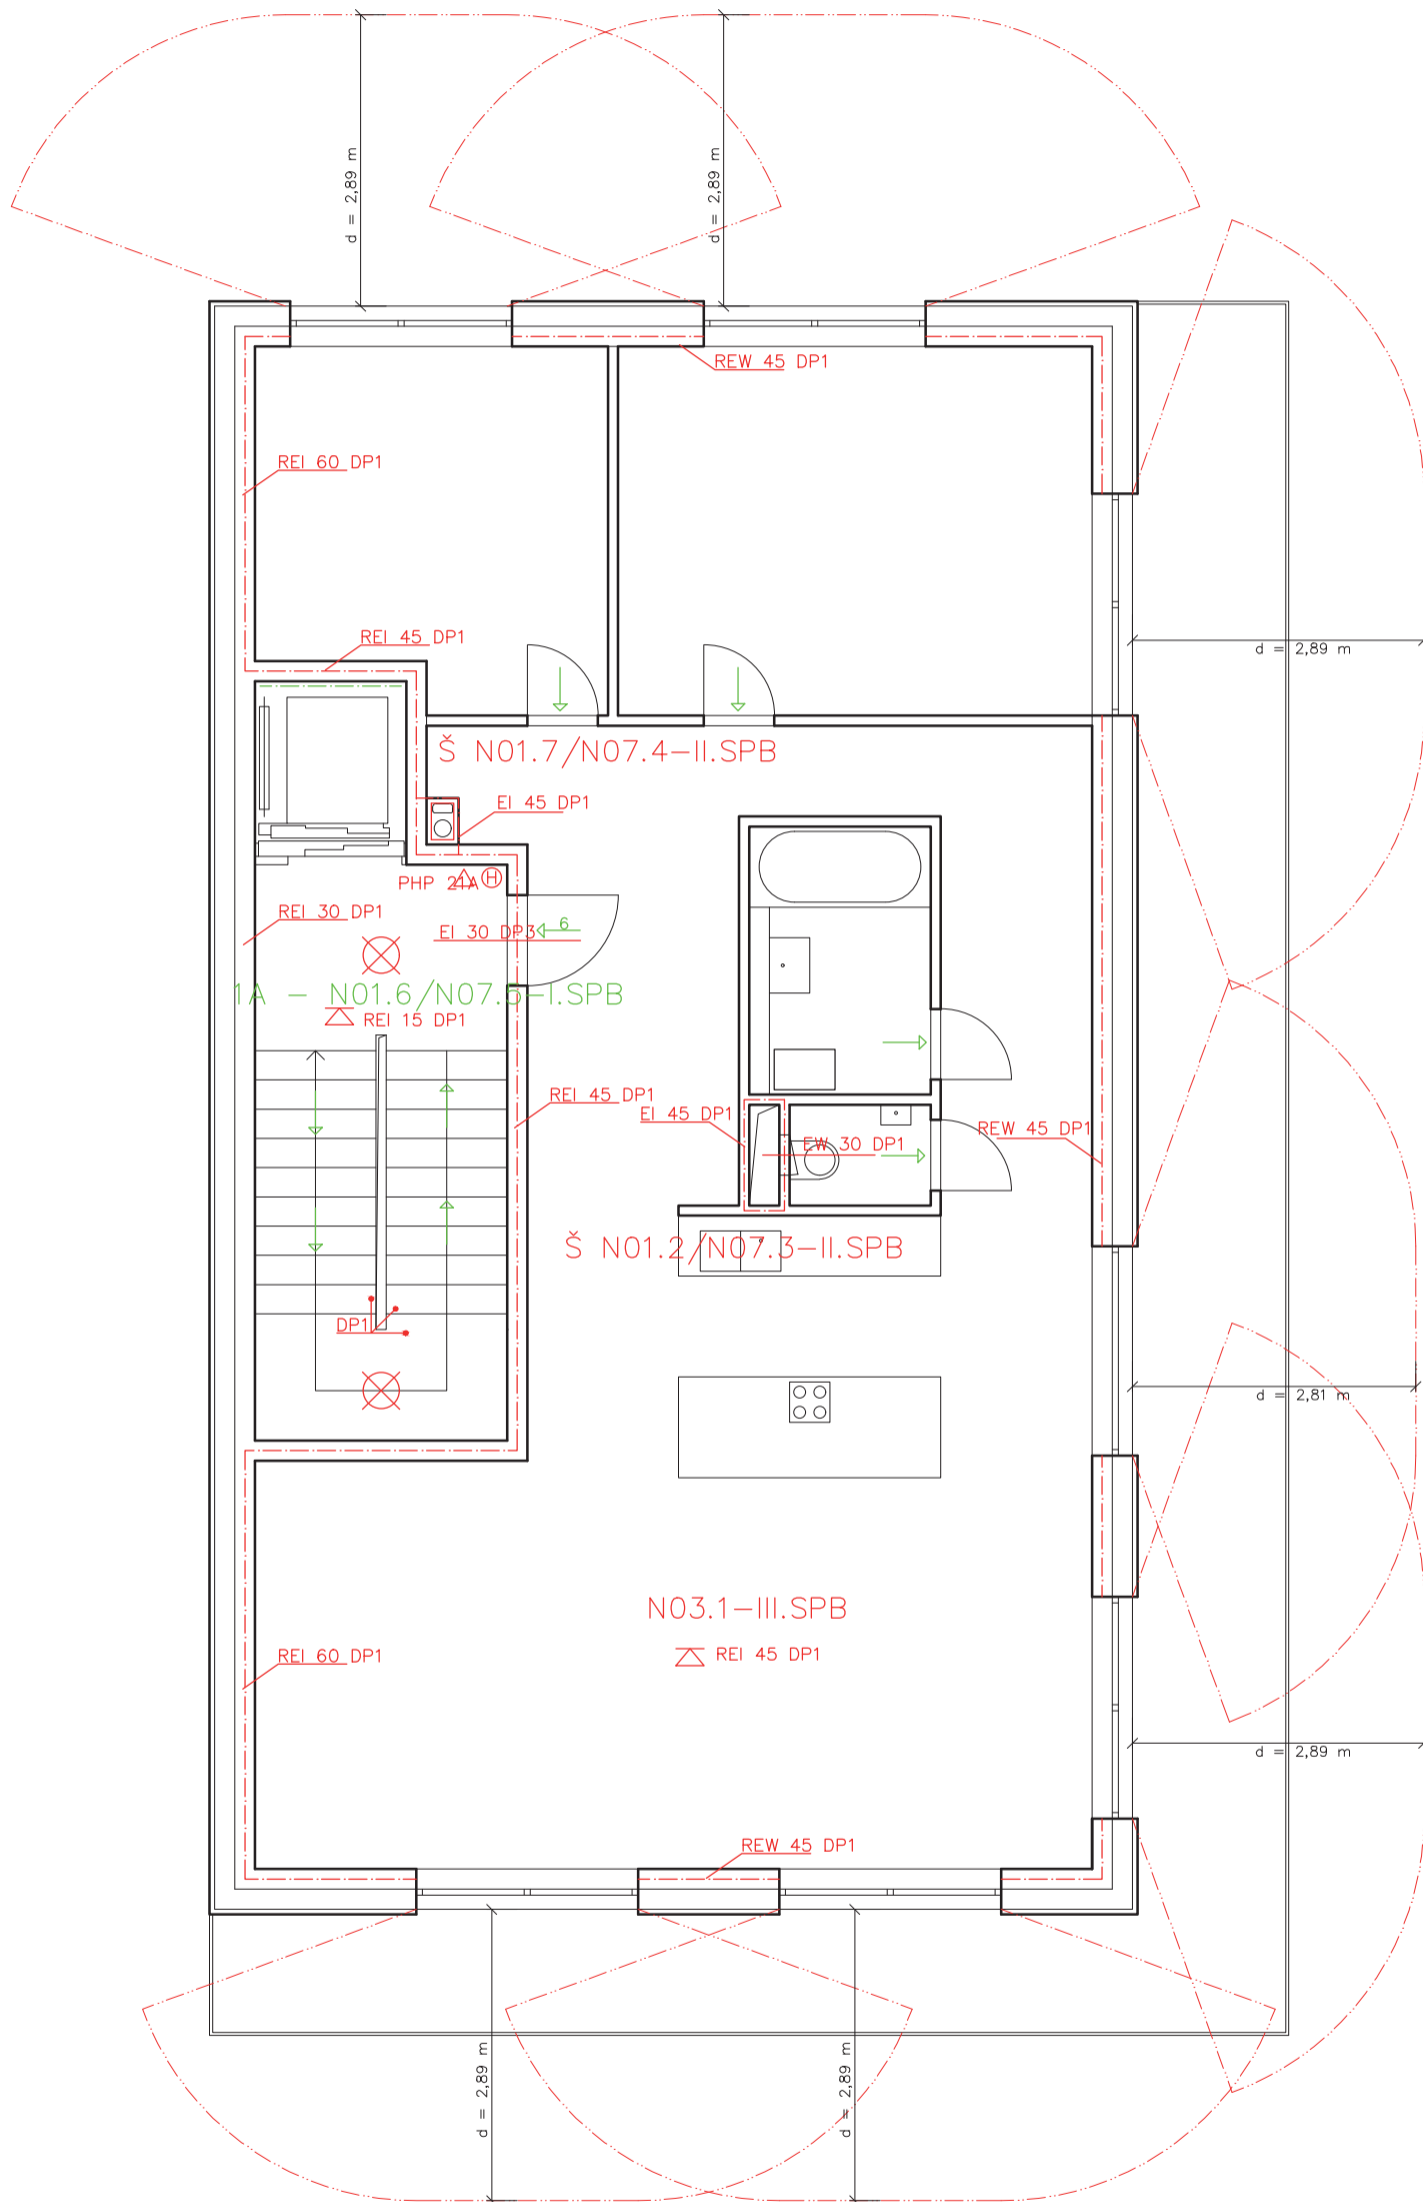 d = 2,89 m
d = 2,89 m
REW 45 DP1
REI 60 DP1
REI 45 DP1
d = 2,89 m
Š N01.7/N07.4-II.SPB
EI 45 DP1
PHP 21A H
REI 30 DP1
EI 30 DP3
6
1A - N01.6/N07.5-I.SPB
REI 15 DP1
REI 45 DP1
EI 45 DP1
EW 30 DP1
REW 45 DP1
Š N01.2/N07.3-II.SPB
DP1
d = 2,81 m
N03.1-III.SPB
REI 45 DP1
REI 60 DP1
d = 2,89 m
REW 45 DP1
d = 2,89 m
d = 2,89 m